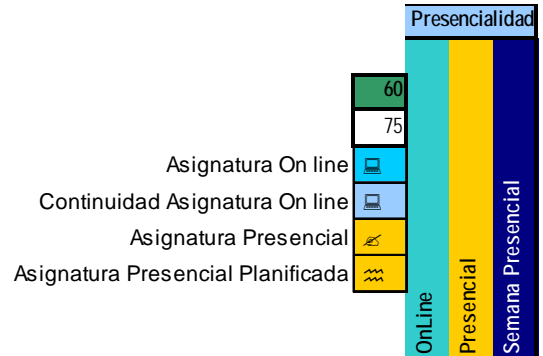 Presencialidad
60
75
Asignatura On line
Continuidad Asignatura On line
Asignatura Presencial
Asignatura Presencial Planificada
OnLine
Presencial
Semana Presencial